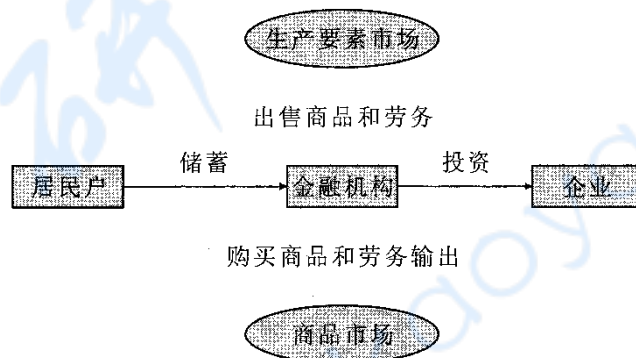 生产要素市场
出售商品和劳务
储蓄 投资
居民户 金融机构 企业
购买商品和劳务输出
商品市场